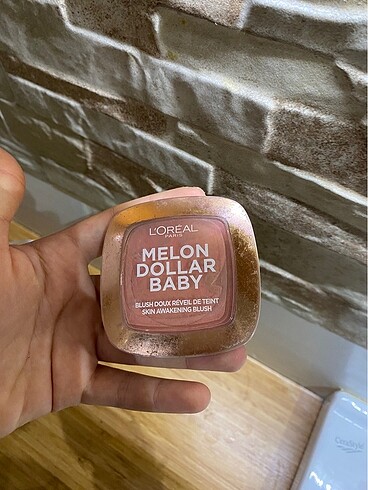 L'ORÉAL
PARIS
MELON
DOLLAR
BABY
BLUSH DOUX RÉVEIL DE TEINT
SKIN AWAKENING BLUSH